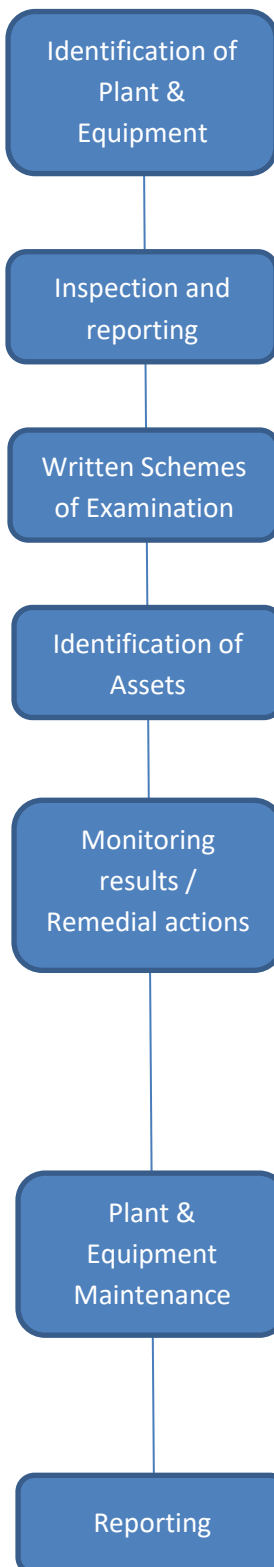 Identification of
Plant &
Equipment
Inspection and
reporting
Written Schemes
of Examination
Identification of
Assets
Monitoring
results /
Remedial actions
Plant &
Equipment
Maintenance
Reporting